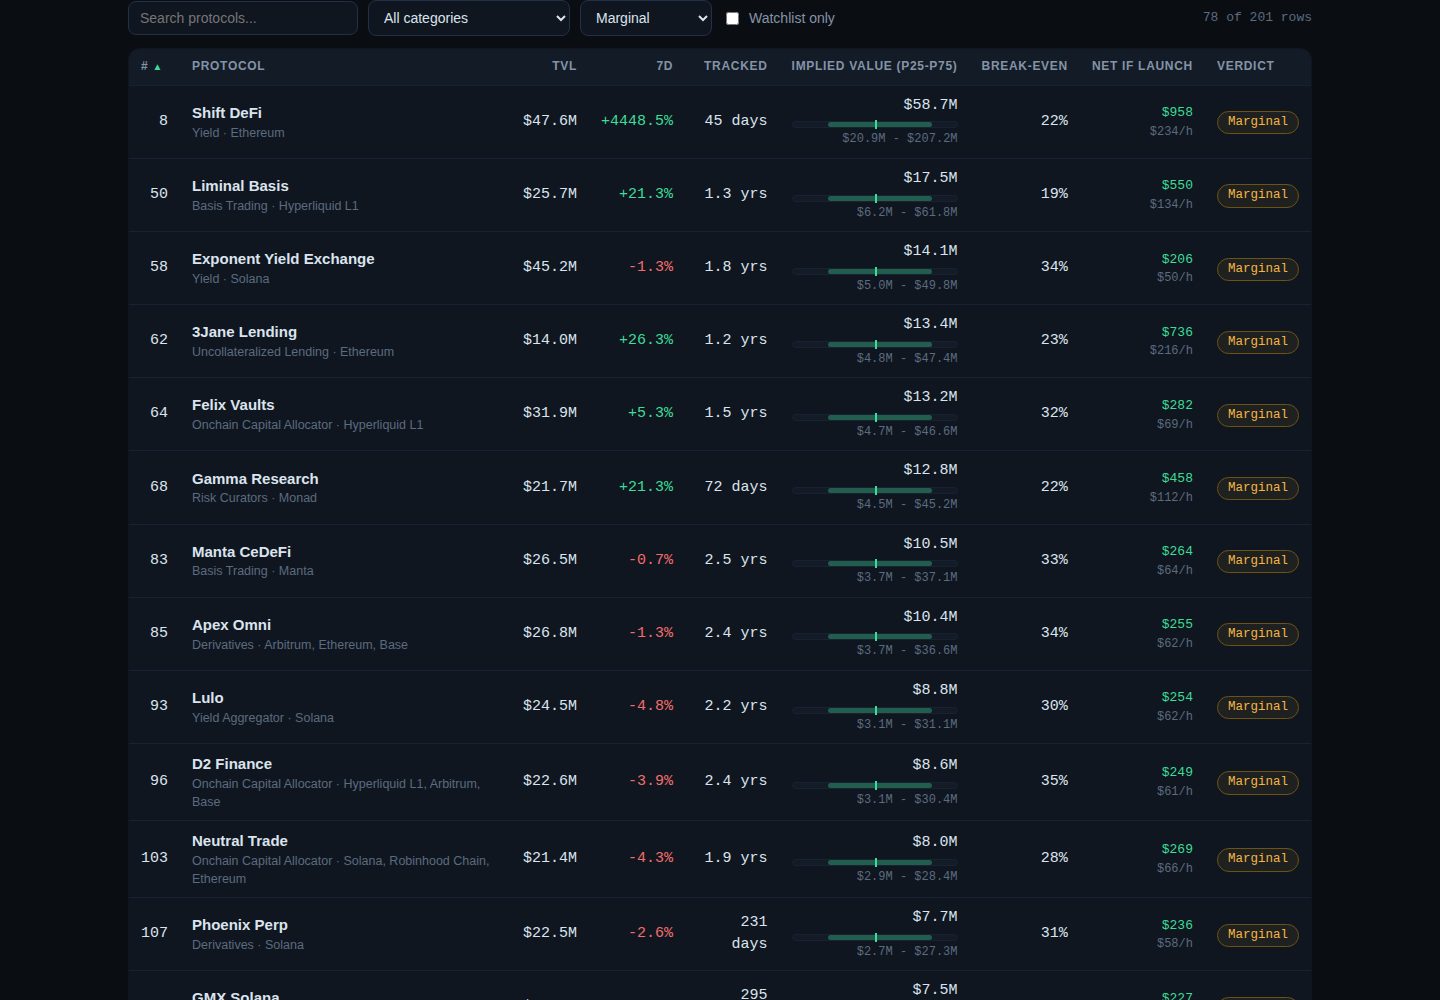 Search protocols... All categories Marginal Watchlist only 78 of 201 rows
# ▲ PROTOCOL TVL 7D TRACKED IMPLIED VALUE (P25-P75) BREAK-EVEN NET IF LAUNCH VERDICT
8 Shift DeFi $47.6M +4448.5% 45 days $58.7M 22% $958 Marginal
Yield · Ethereum $20.9M - $207.2M $234/h
50 Liminal Basis $25.7M +21.3% 1.3 yrs $17.5M 19% $550 Marginal
Basis Trading · Hyperliquid L1 $6.2M - $61.8M $134/h
58 Exponent Yield Exchange $45.2M -1.3% 1.8 yrs $14.1M 34% $206 Marginal
Yield · Solana $5.0M - $49.8M $50/h
62 3Jane Lending $14.0M +26.3% 1.2 yrs $13.4M 23% $736 Marginal
Uncollateralized Lending · Ethereum $4.8M - $47.4M $216/h
64 Felix Vaults $31.9M +5.3% 1.5 yrs $13.2M 32% $282 Marginal
Onchain Capital Allocator · Hyperliquid L1 $4.7M - $46.6M $69/h
68 Gamma Research $21.7M +21.3% 72 days $12.8M 22% $458 Marginal
Risk Curators · Monad $4.5M - $45.2M $112/h
83 Manta CeDeFi $26.5M -0.7% 2.5 yrs $10.5M 33% $264 Marginal
Basis Trading · Manta $3.7M - $37.1M $64/h
85 Apex Omni $26.8M -1.3% 2.4 yrs $10.4M 34% $255 Marginal
Derivatives · Arbitrum, Ethereum, Base $3.7M - $36.6M $62/h
93 Lulo $24.5M -4.8% 2.2 yrs $8.8M 30% $254 Marginal
Yield Aggregator · Solana $3.1M - $31.1M $62/h
96 D2 Finance $22.6M -3.9% 2.4 yrs $8.6M 35% $249 Marginal
Onchain Capital Allocator · Hyperliquid L1, Arbitrum, $3.1M - $30.4M $61/h
Base
103 Neutral Trade $21.4M -4.3% 1.9 yrs $8.0M 28% $269 Marginal
Onchain Capital Allocator · Solana, Robinhood Chain, $2.9M - $28.4M $66/h
Ethereum
107 Phoenix Perp $22.5M -2.6% 231 $7.7M 31% $236 Marginal
Derivatives · Solana days $2.7M - $27.3M $58/h
GMX Solana 295 $7.5M $227